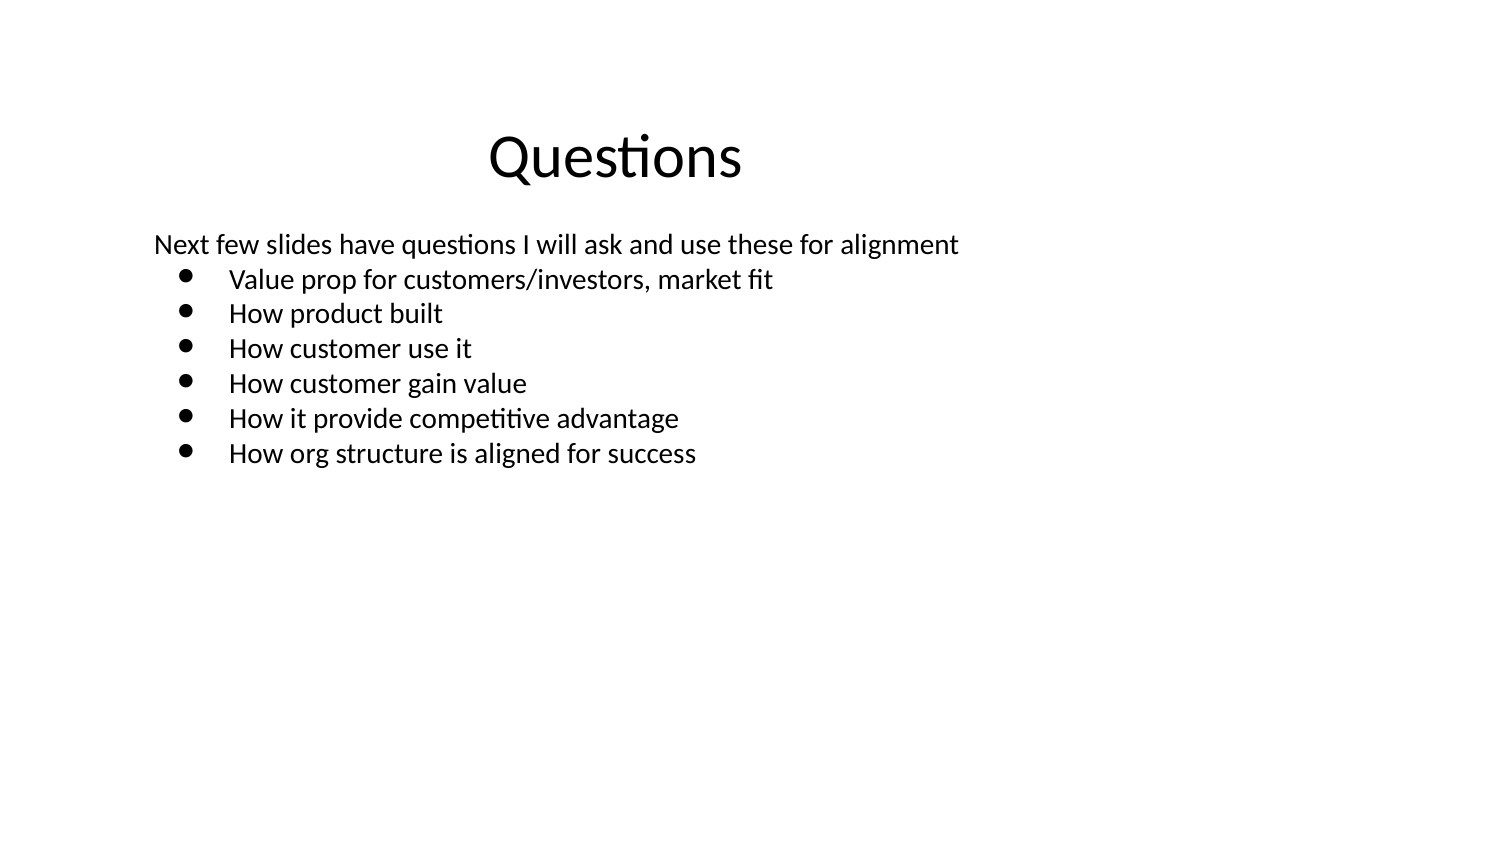 Questions
Next few slides have questions I will ask and use these for alignment
● Value prop for customers/investors, market fit
● How product built
● How customer use it
● How customer gain value
● How it provide competitive advantage
● How org structure is aligned for success